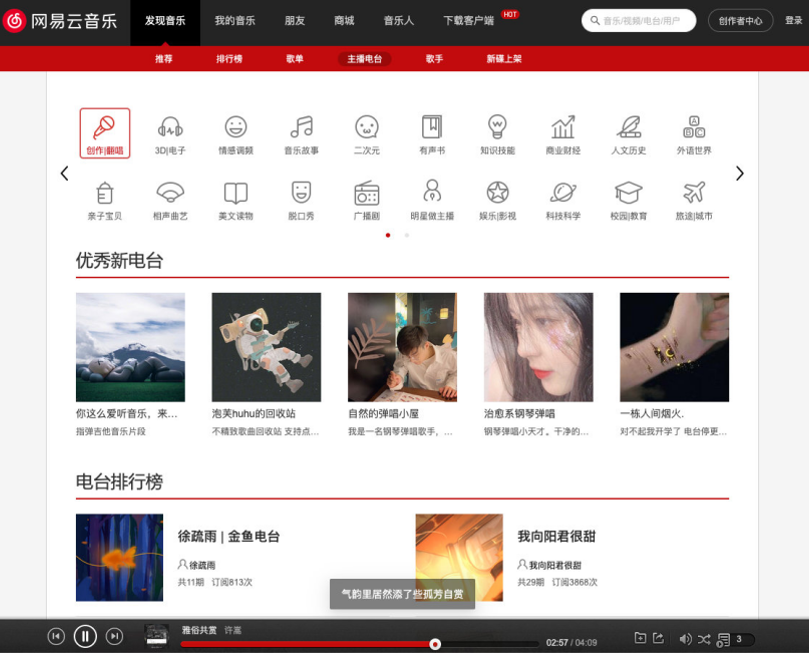 网易云音乐
发现音乐 我的音乐 朋友 商城 音乐人 下载客户端 HOT
音乐/视频/电台/用户
创作者中心
登录
推荐 排行榜 歌单 主播电台 歌手 新碟上架
创作|翻唱 3D|电子 情感调频 音乐故事 二次元 有声书 知识技能 商业财经 人文历史 外语世界
亲子宝贝 相声曲艺 美文读物 脱口秀 广播剧 明星做主播 娱乐|影视 科技科学 校园|教育 旅途|城市
优秀新电台
你这么爱听音乐，来...
指弹吉他音乐片段
泡芙huhu的回收站
不精致歌曲回收站 支持点...
自然的弹唱小屋
我是一名钢琴弹唱歌手，...
治愈系钢琴弹唱
钢琴弹唱小天才。干净的...
一栋人间烟火.
对不起我开学了 电台停更...
电台排行榜
徐疏雨 | 金鱼电台
徐疏雨
共11期 订阅813次
我向阳君很甜
我向阳君很甜
共29期 订阅3868次
气韵里居然添了些孤芳自赏
雅俗共赏 许嵩
02:57 / 04:09
3